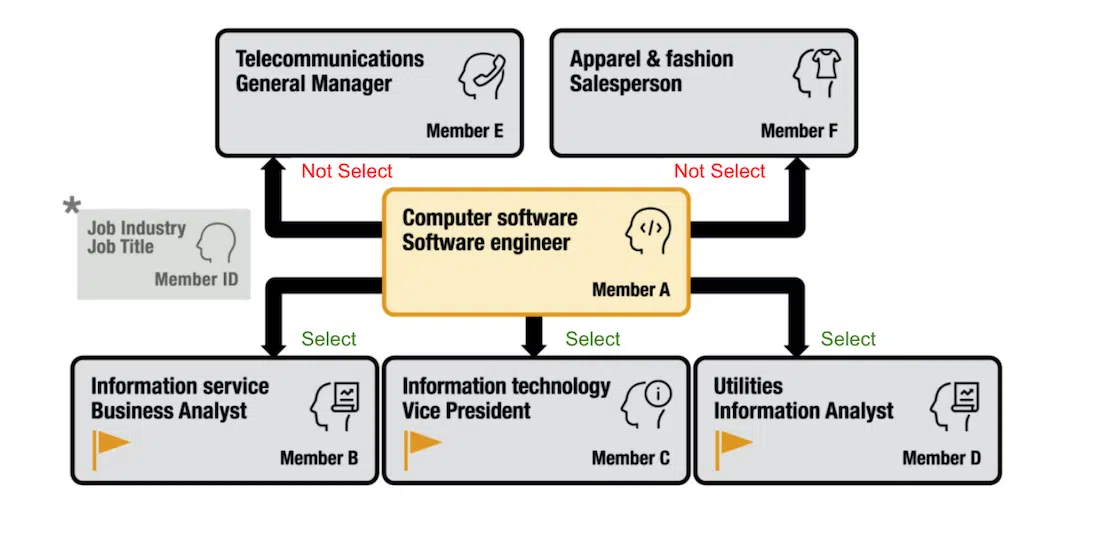 Telecommunications
General Manager
Member E
Apparel & fashion
Salesperson
Member F
Not Select
Not Select
*
Job Industry
Job Title
Member ID
Computer software
Software engineer
</>
Member A
Select
Select
Select
Information service
Business Analyst
Member B
Information technology
Vice President
i
Member C
Utilities
Information Analyst
Member D